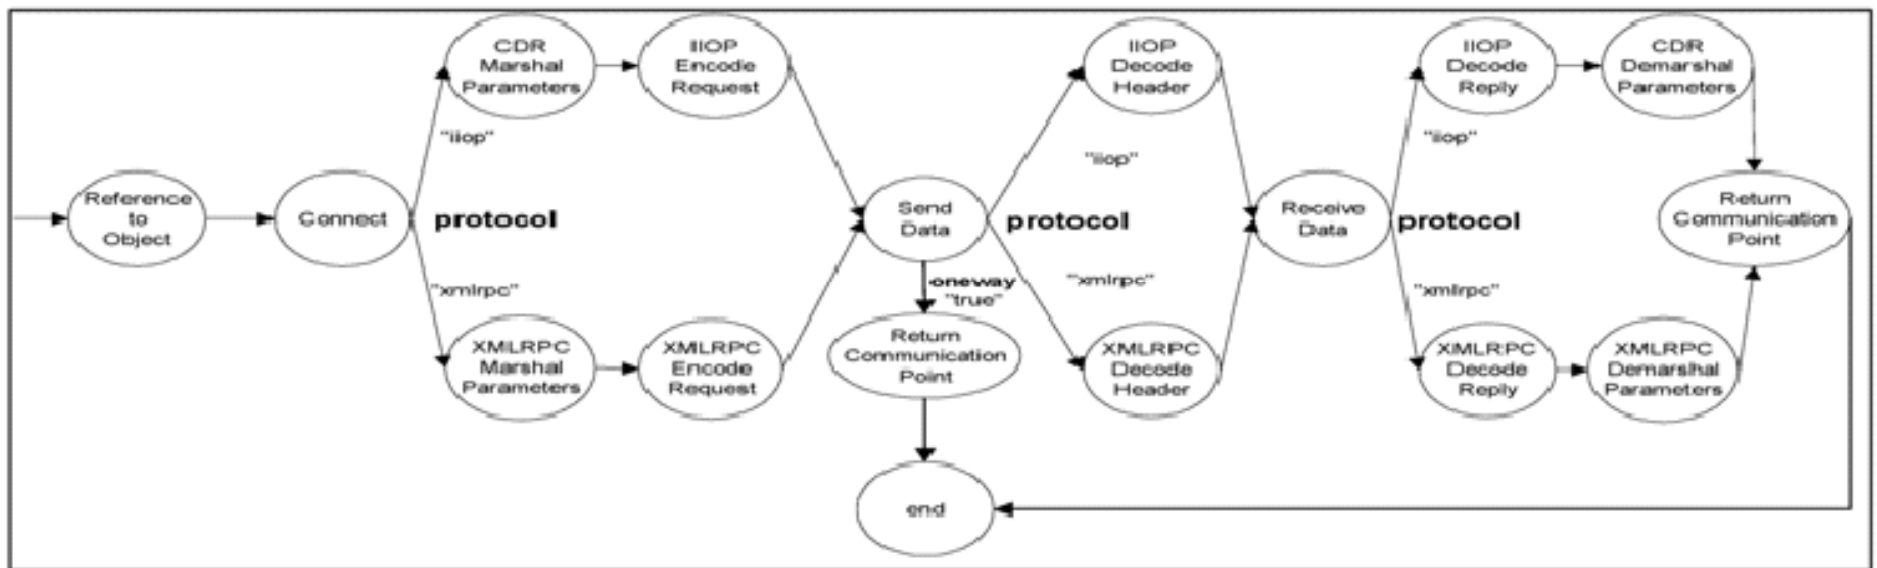 CDR
Marshal
Parameters
IIOP
Encode
Request
IIOP
Decode
Header
IIOP
Decode
Reply
CDR
Demarshal
Parameters
"iiop"
"iiop"
"iiop"
Reference
to
Object
Connect
protocol
Send
Data
protocol
Receive
Data
protocol
Return
Communication
Point
"xmlrpc"
oneway
"true"
"xmlrpc"
"xmlrpc"
XMLRPC
Marshal
Parameters
XMLRPC
Encode
Request
Return
Communication
Point
XMLRPC
Decode
Header
XMLRPC
Decode
Reply
XMLRPC
Demarshal
Parameters
end